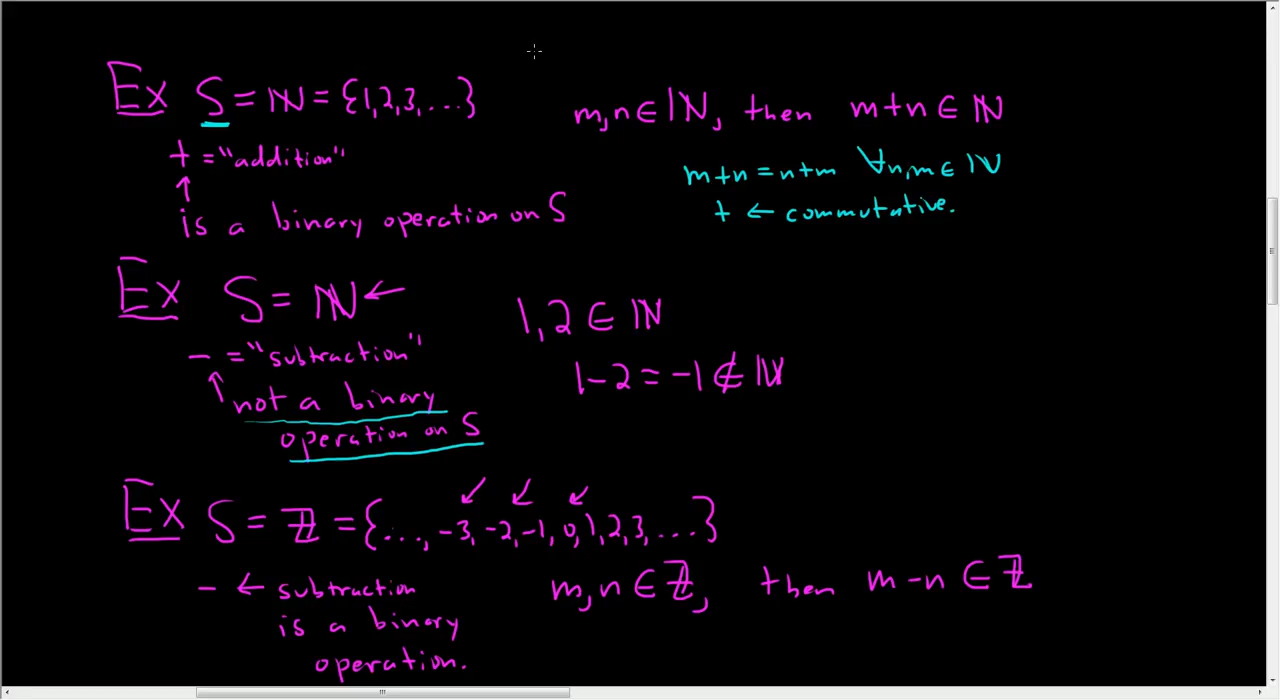 Ex S = ℕ = {1,2,3,...} m,n ∈ ℕ, then m+n ∈ ℕ
+ = "addition" m+n = n+m ∀n,m ∈ ℕ
↑ is a binary operation on S + ← commutative.
Ex S = ℕ ← 1,2 ∈ ℕ
- = "subtraction" 1-2 = -1 ∉ ℕ
↑ not a binary
operation on S
Ex S = ℤ = {..., -3, -2, -1, 0, 1, 2, 3, ...}
- ← subtraction m,n ∈ ℤ, then m-n ∈ ℤ
is a binary
operation.